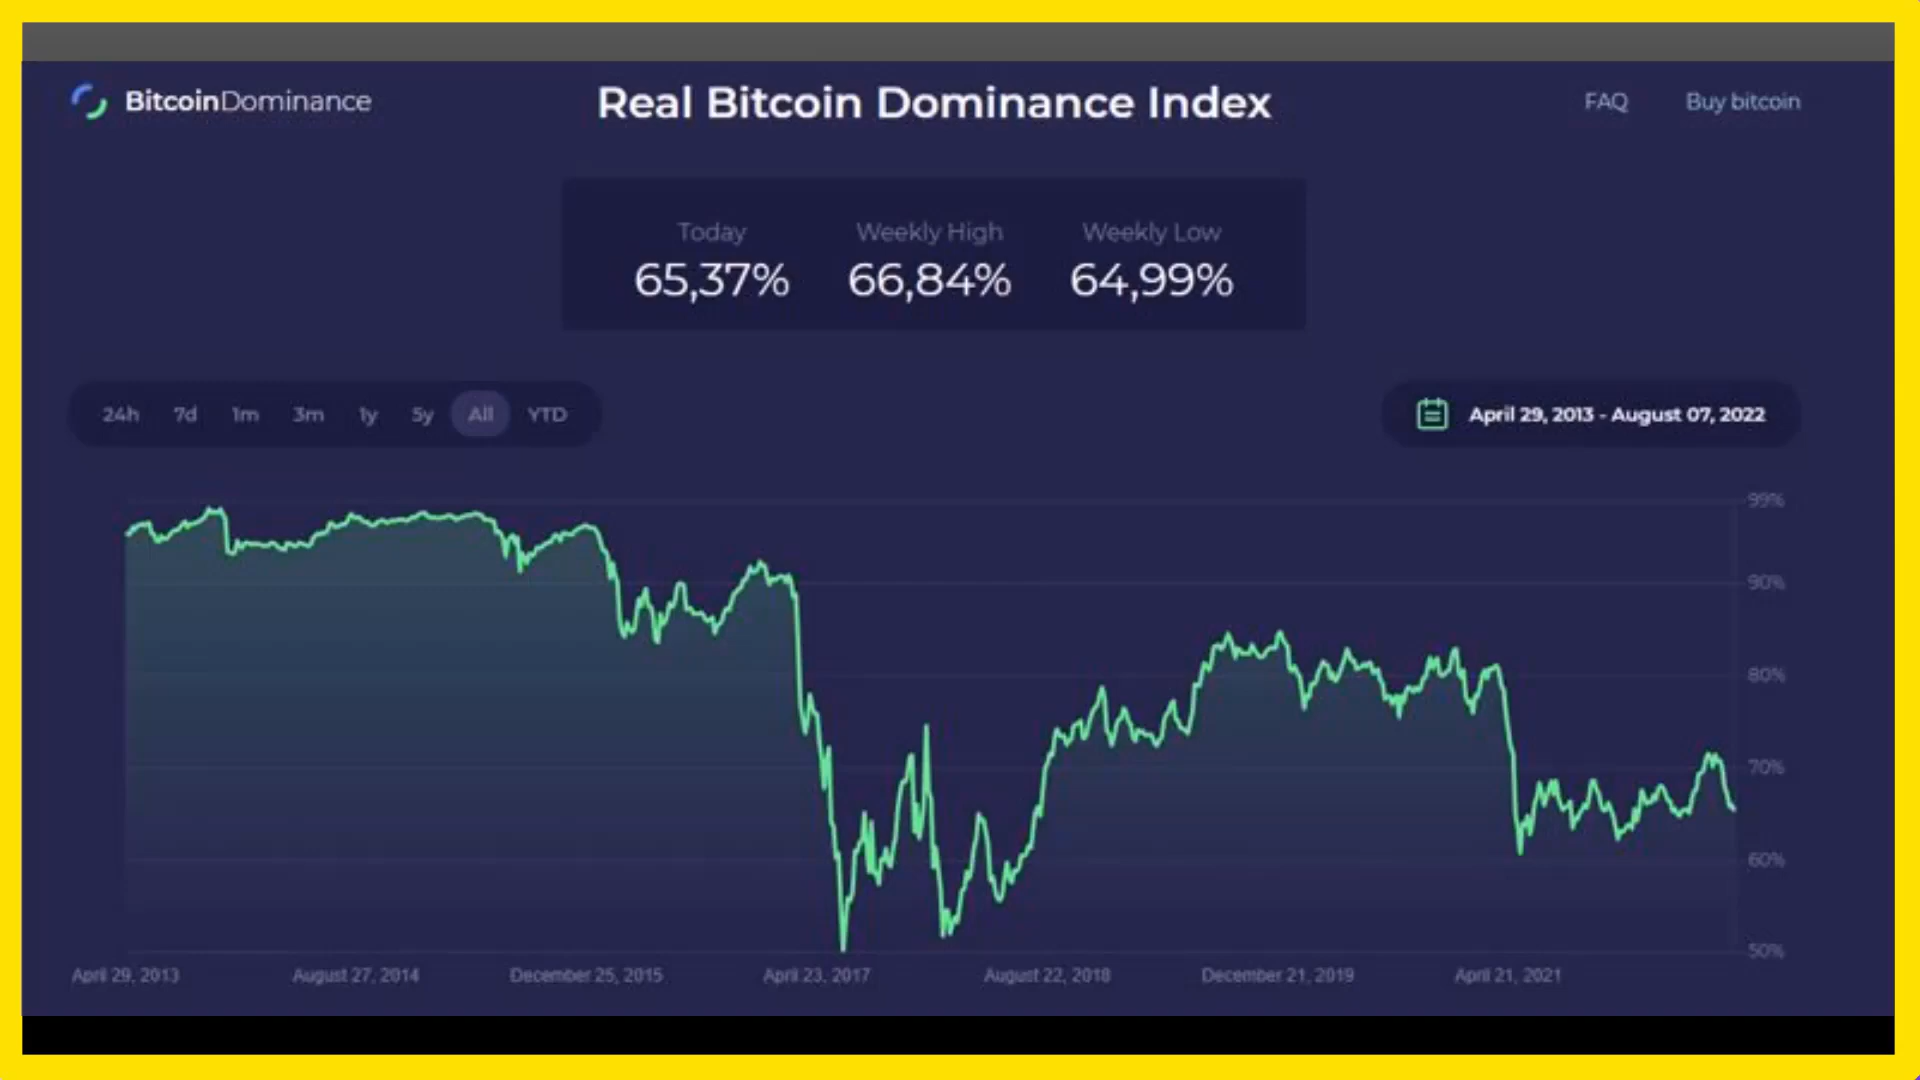 BitcoinDominance
Real Bitcoin Dominance Index
FAQ
Buy bitcoin
Today
Weekly High
Weekly Low
65,37%
66,84%
64,99%
24h 7d 1m 3m 1y 5y All YTD
April 29, 2013 - August 07, 2022
99%
90%
80%
70%
60%
50%
April 29, 2013
August 27, 2014
December 25, 2015
April 23, 2017
August 22, 2018
December 21, 2019
April 21, 2021